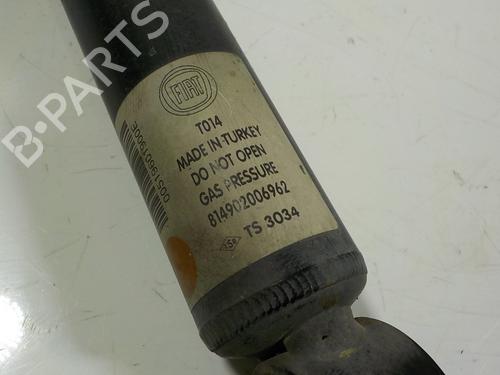 B-PARTS
FIAT
T014
MADE IN TURKEY
DO NOT OPEN
GAS PRESSURE
814902006962
TS 3034